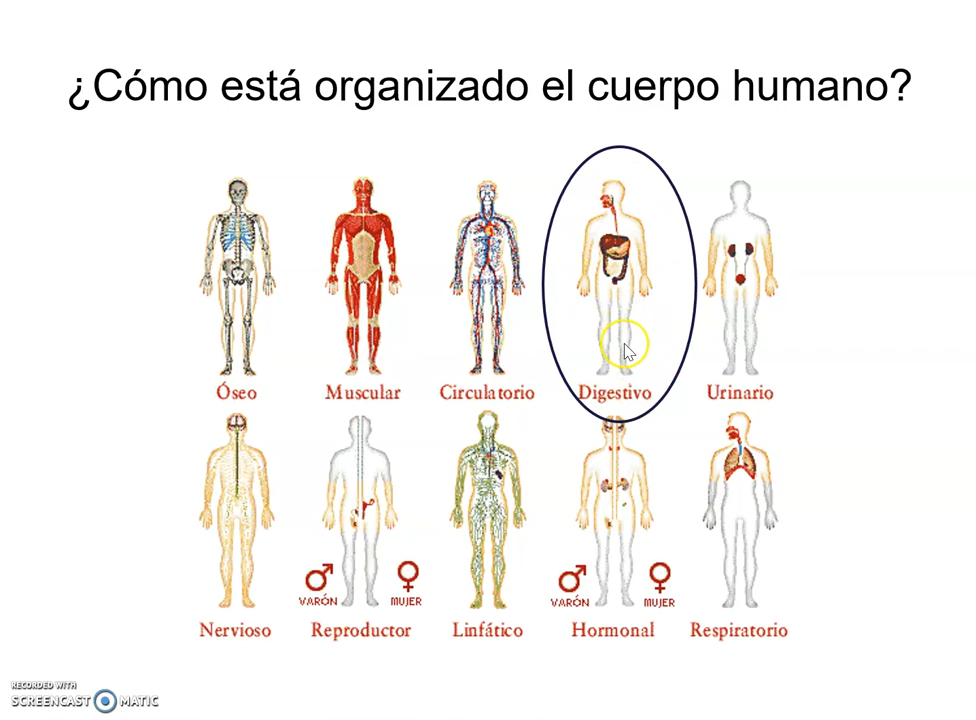 ¿Cómo está organizado el cuerpo humano?
Óseo Muscular Circulatorio Digestivo Urinario
VARÓN MUJER VARÓN MUJER
Nervioso Reproductor Linfático Hormonal Respiratorio
RECORDED WITH
SCREENCAST MATIC